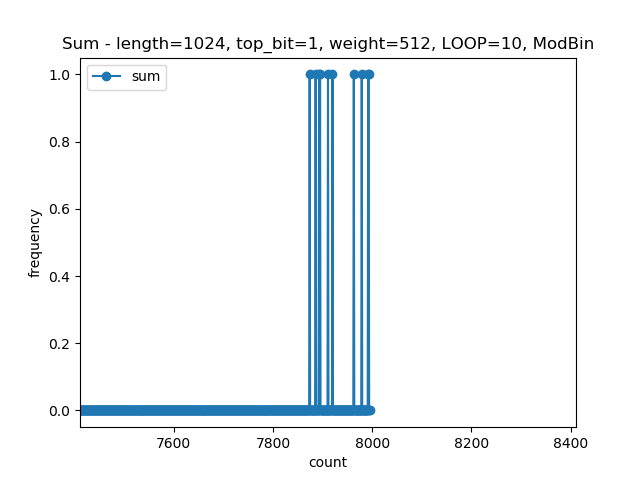 Sum - length=1024, top_bit=1, weight=512, LOOP=10, ModBin
sum
frequency
1.0
0.8
0.6
0.4
0.2
0.0
7600 7800 8000 8200 8400
count